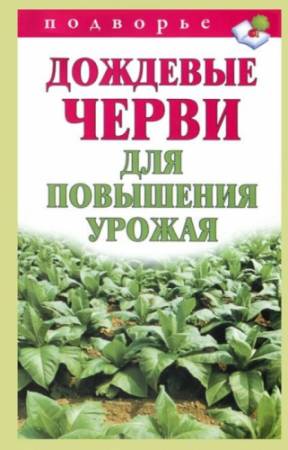 подворье
ДОЖДЕВЫЕ
ЧЕРВИ
ДЛЯ
ПОВЫШЕНИЯ
УРОЖАЯ